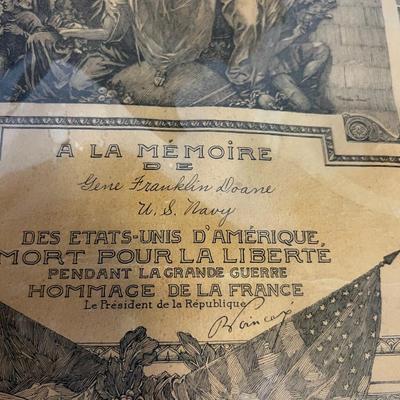 A LA MÉMOIRE
DE
Gene Franklin Doane
U. S. Navy
DES ETATS-UNIS D'AMÉRIQUE,
MORT POUR LA LIBERTÉ
PENDANT LA GRANDE GUERRE
HOMMAGE DE LA FRANCE
Le Président de la République
R Poincaré